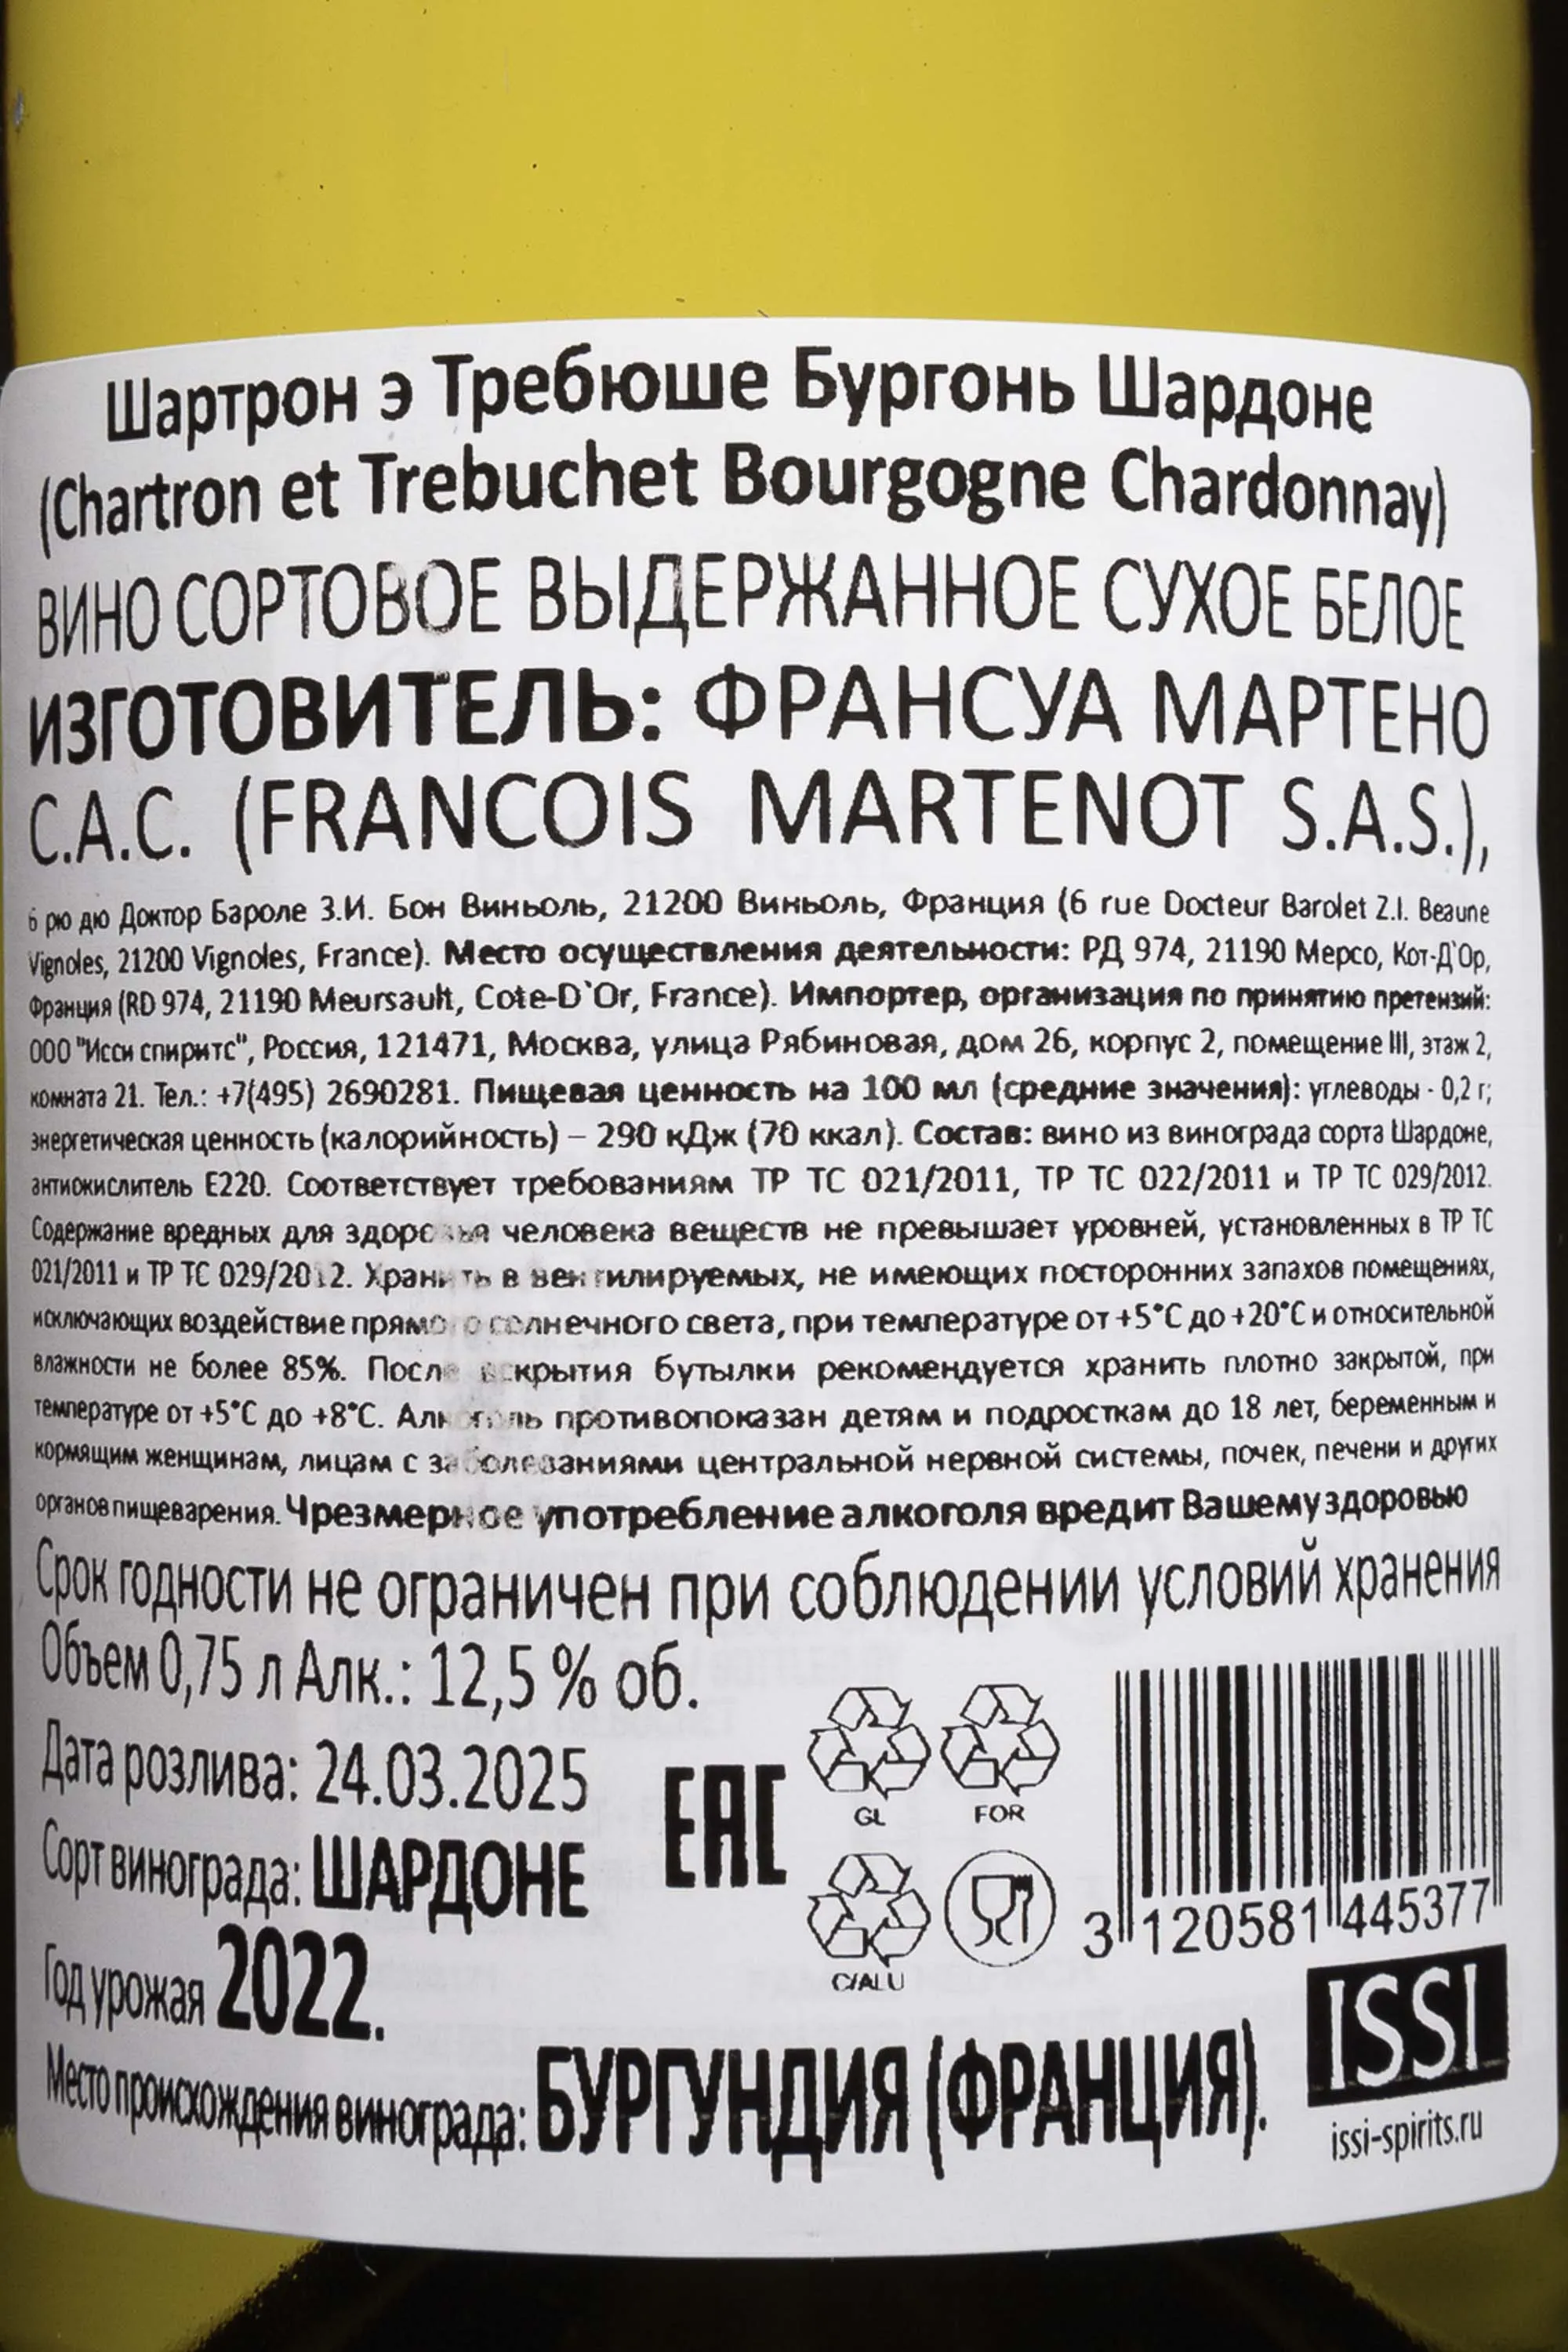 Шартрон э Требюше Бургонь Шардоне
(Chartron et Trebuchet Bourgogne Chardonnay)
ВИНО СОРТОВОЕ ВЫДЕРЖАННОЕ СУХОЕ БЕЛОЕ
ИЗГОТОВИТЕЛЬ: ФРАНСУА МАРТЕНО
С.А.С. (FRANCOIS MARTENOT S.A.S.),
6 рю дю Доктор Бароле З.И. Бон Виньоль, 21200 Виньоль, Франция (6 rue Docteur Barolet Z.I. Beaune
Vignoles, 21200 Vignoles, France). Место осуществления деятельности: РД 974, 21190 Мерсо, Кот-Д`Ор,
Франция (RD 974, 21190 Meursault, Cote-D`Or, France). Импортер, организация по принятию претензий:
ООО "Исси спиритс", Россия, 121471, Москва, улица Рябиновая, дом 26, корпус 2, помещение III, этаж 2,
комната 21. Тел.: +7(495) 2690281. Пищевая ценность на 100 мл (средние значения): углеводы - 0,2 г;
энергетическая ценность (калорийность) – 290 кДж (70 ккал). Состав: вино из винограда сорта Шардоне,
антиокислитель Е220. Соответствует требованиям ТР ТС 021/2011, ТР ТС 022/2011 и ТР ТС 029/2012.
Содержание вредных для здоровья человека веществ не превышает уровней, установленных в ТР ТС
021/2011 и ТР ТС 029/2012. Хранить в вентилируемых, не имеющих посторонних запахов помещениях,
исключающих воздействие прямого солнечного света, при температуре от +5°С до +20°С и относительной
влажности не более 85%. После вскрытия бутылки рекомендуется хранить плотно закрытой, при
температуре от +5°С до +8°С. Алкоголь противопоказан детям и подросткам до 18 лет, беременным и
кормящим женщинам, лицам с заболеваниями центральной нервной системы, почек, печени и других
органов пищеварения. Чрезмерное употребление алкоголя вредит Вашему здоровью
Срок годности не ограничен при соблюдении условий хранения
Объем 0,75 л Алк.: 12,5 % об.
Дата розлива: 24.03.2025
Сорт винограда: ШАРДОНЕ
Год урожая 2022.
Место происхождения винограда: БУРГУНДИЯ (ФРАНЦИЯ).
EAC
GL
FOR
C/ALU
3 120581 445377
ISSI
issi-spirits.ru